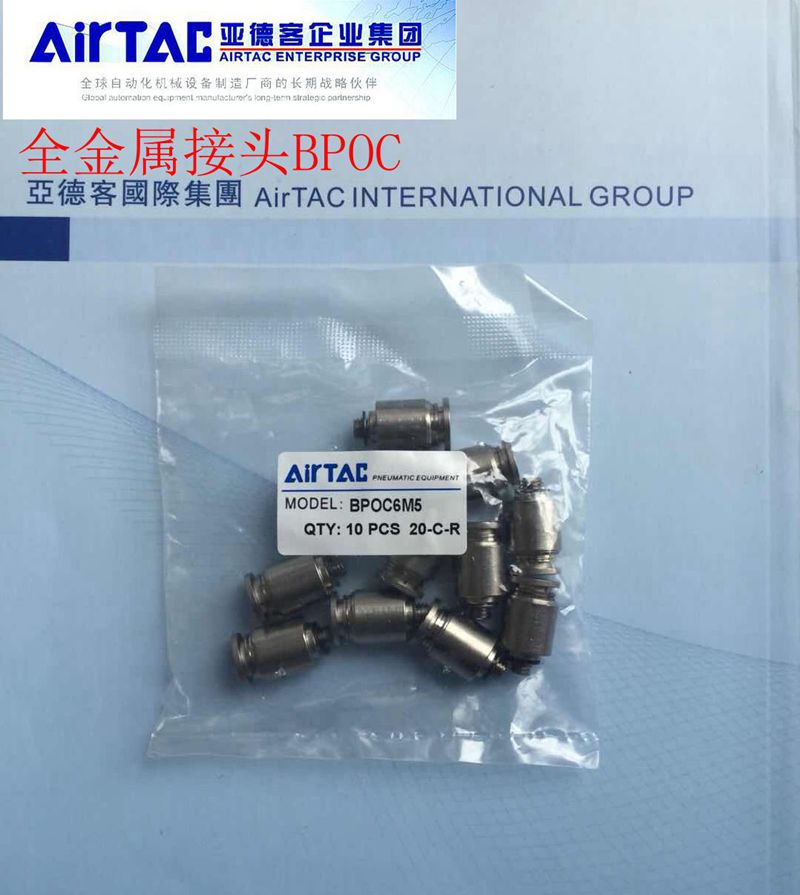 AirTAC 亚德客企业集团
AIRTAC ENTERPRISE GROUP
全球自动化机械设备制造厂商的长期战略伙伴
Global automation equipment manufacturer's long-term strategic partnership
全金属接头BPOC
亞德客國際集團 AirTAC INTERNATIONAL GROUP
AirTAC PNEUMATIC EQUIPMENT
MODEL: BPOC6M5
QTY: 10 PCS 20-C-R